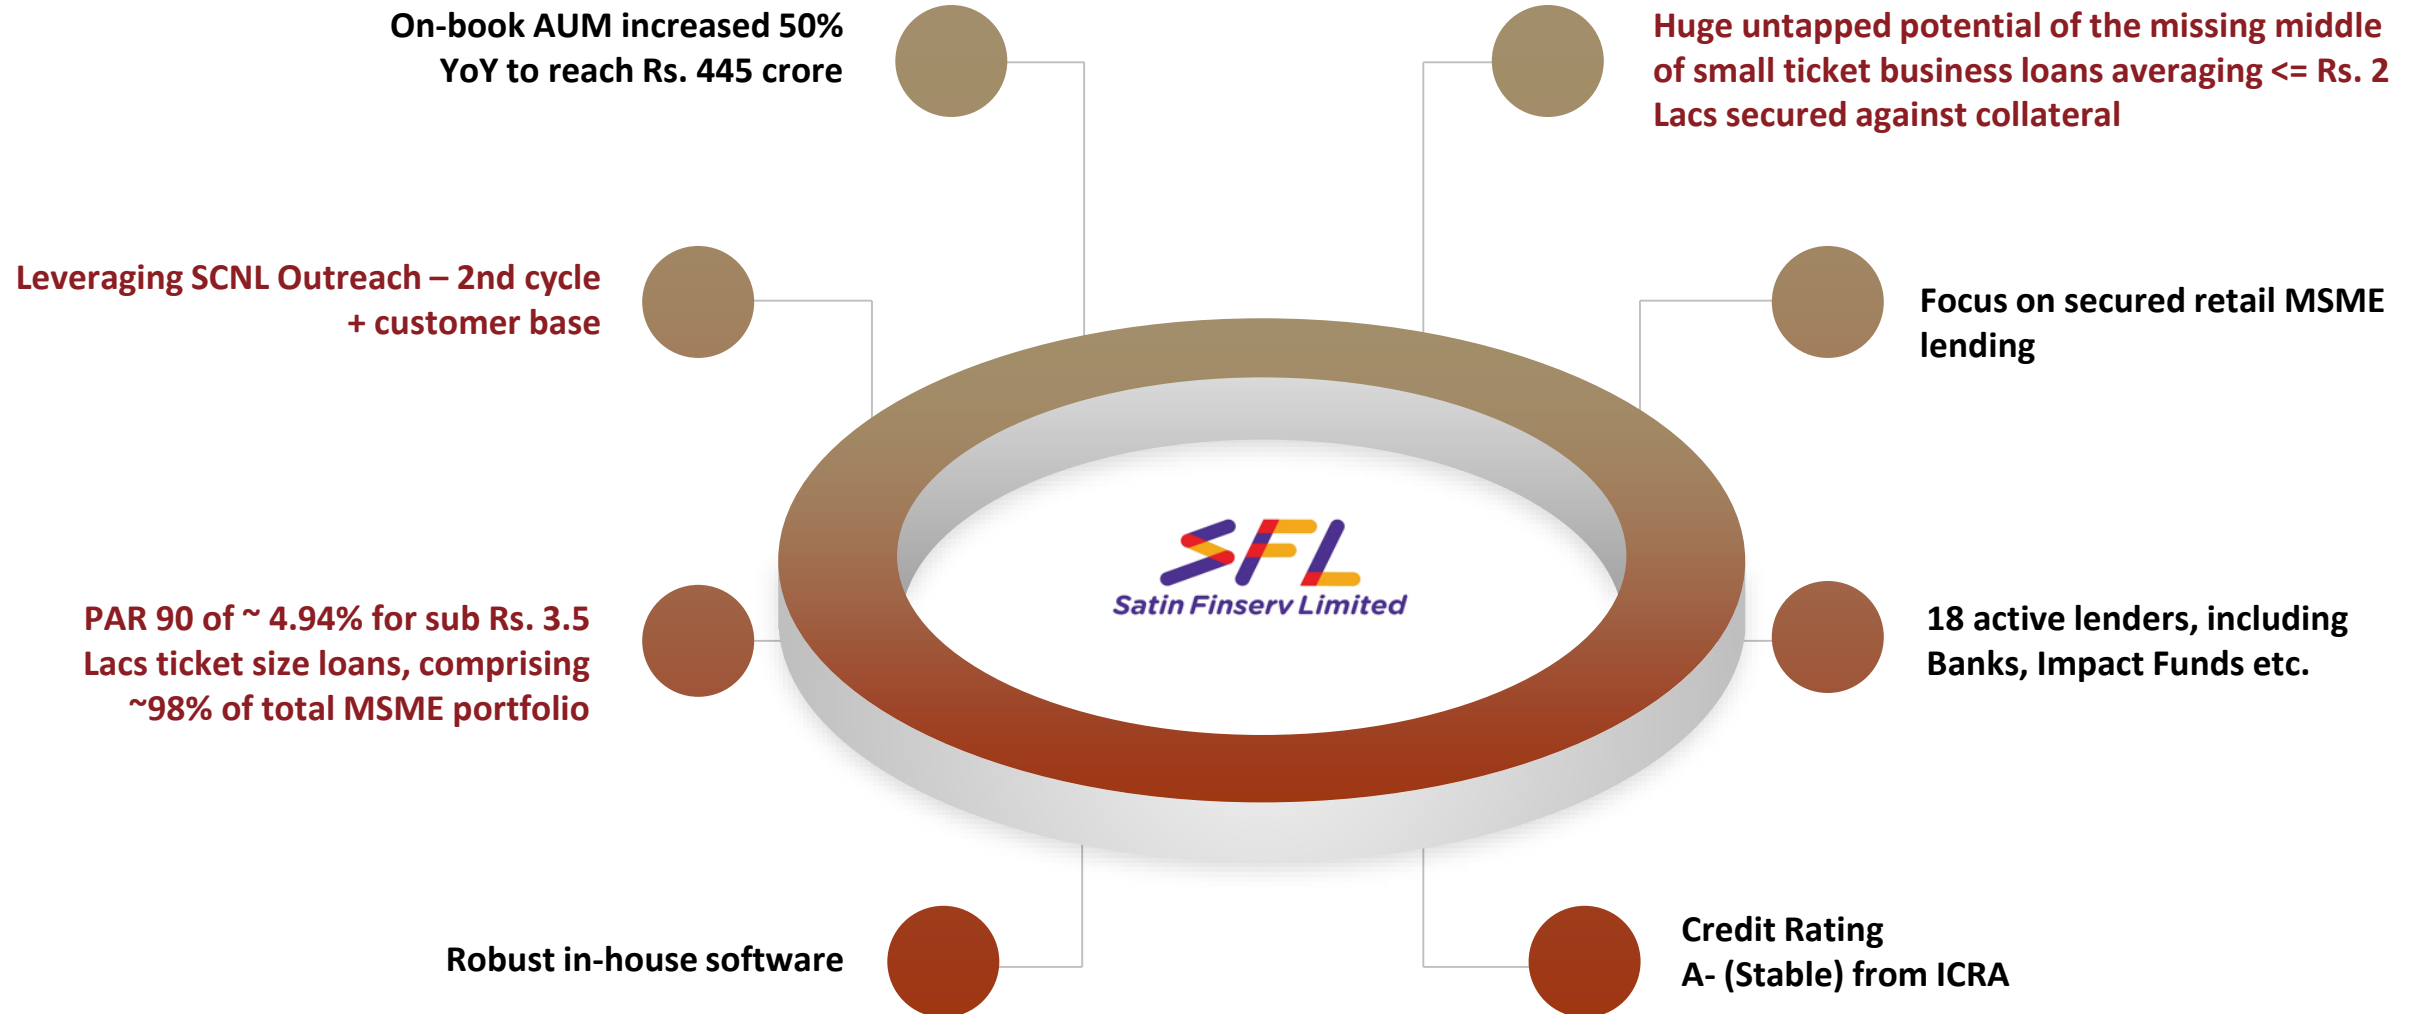 On-book AUM increased 50%
YoY to reach Rs. 445 crore
Huge untapped potential of the missing middle
of small ticket business loans averaging <= Rs. 2
Lacs secured against collateral
Leveraging SCNL Outreach – 2nd cycle
+ customer base
Focus on secured retail MSME
lending
SFL
Satin Finserv Limited
PAR 90 of ~ 4.94% for sub Rs. 3.5
Lacs ticket size loans, comprising
~98% of total MSME portfolio
18 active lenders, including
Banks, Impact Funds etc.
Robust in-house software
Credit Rating
A- (Stable) from ICRA